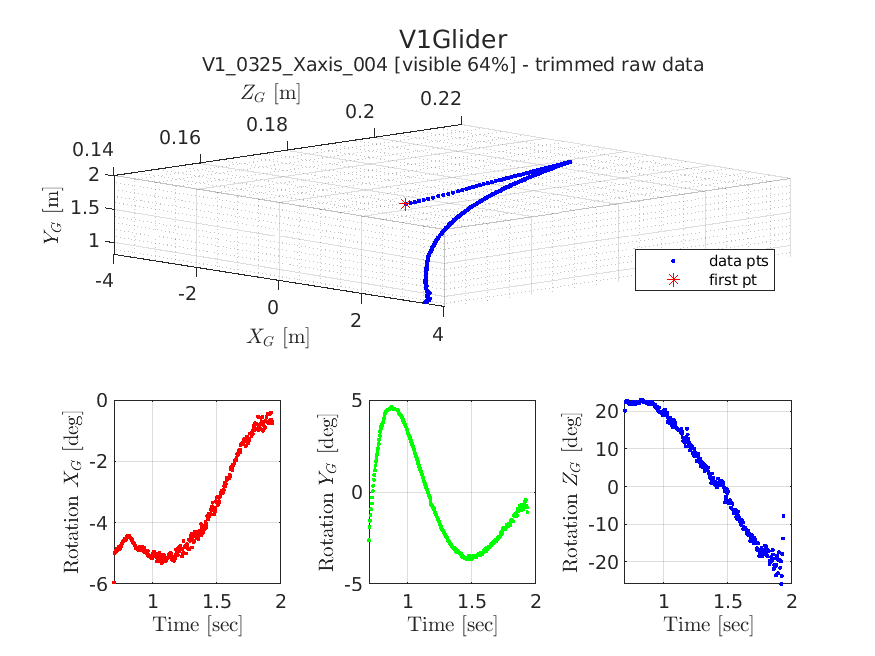 V1Glider
V1_0325_Xaxis_004 [visible 64%] - trimmed raw data
Z_G [m]
0.14 0.16 0.18 0.2 0.22
Y_G [m]
2
1.5
1
-4 -2 0 2 4
X_G [m]
data pts
first pt
Rotation X_G [deg]
0
-2
-4
-6
1 1.5 2
Time [sec]
Rotation Y_G [deg]
5
0
-5
1 1.5 2
Time [sec]
Rotation Z_G [deg]
20
10
0
-10
-20
1 1.5 2
Time [sec]